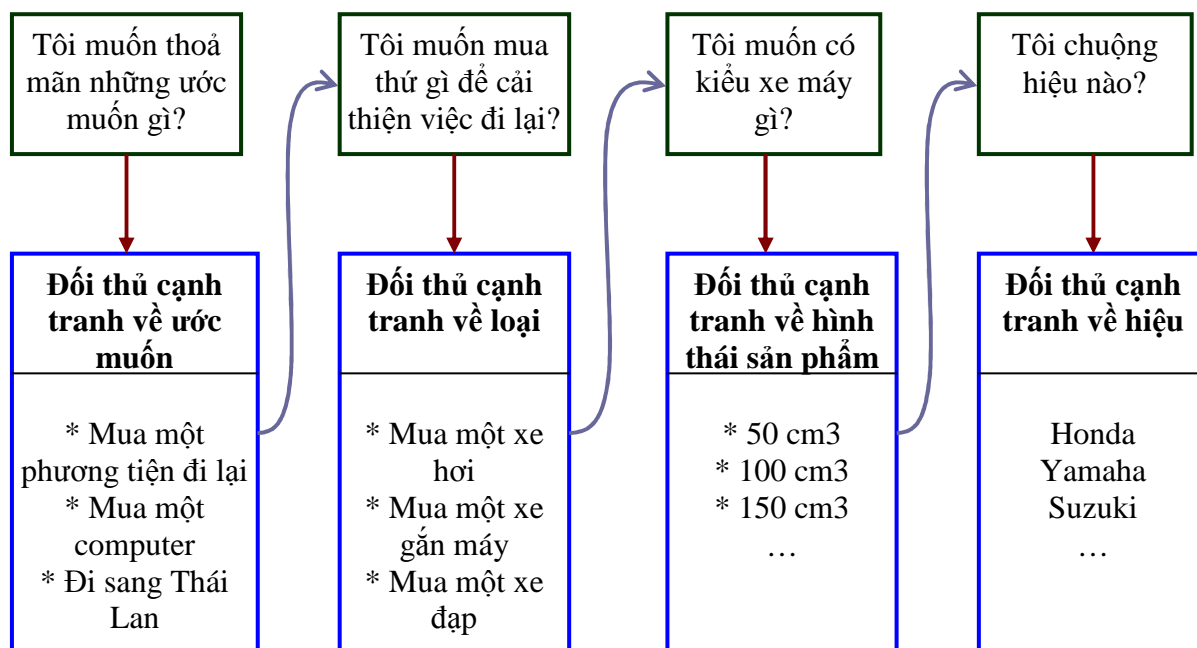 Tôi muốn thoả
mãn những ước
muốn gì?
Tôi muốn mua
thứ gì để cải
thiện việc đi lại?
Tôi muốn có
kiểu xe máy
gì?
Tôi chuộng
hiệu nào?
Đối thủ cạnh
tranh về ước
muốn
* Mua một
phương tiện đi lại
* Mua một
computer
* Đi sang Thái
Lan
Đối thủ cạnh
tranh về loại
* Mua một xe
hơi
* Mua một xe
gắn máy
* Mua một xe
đạp
Đối thủ cạnh
tranh về hình
thái sản phẩm
* 50 cm3
* 100 cm3
* 150 cm3
…
Đối thủ cạnh
tranh về hiệu
Honda
Yamaha
Suzuki
…